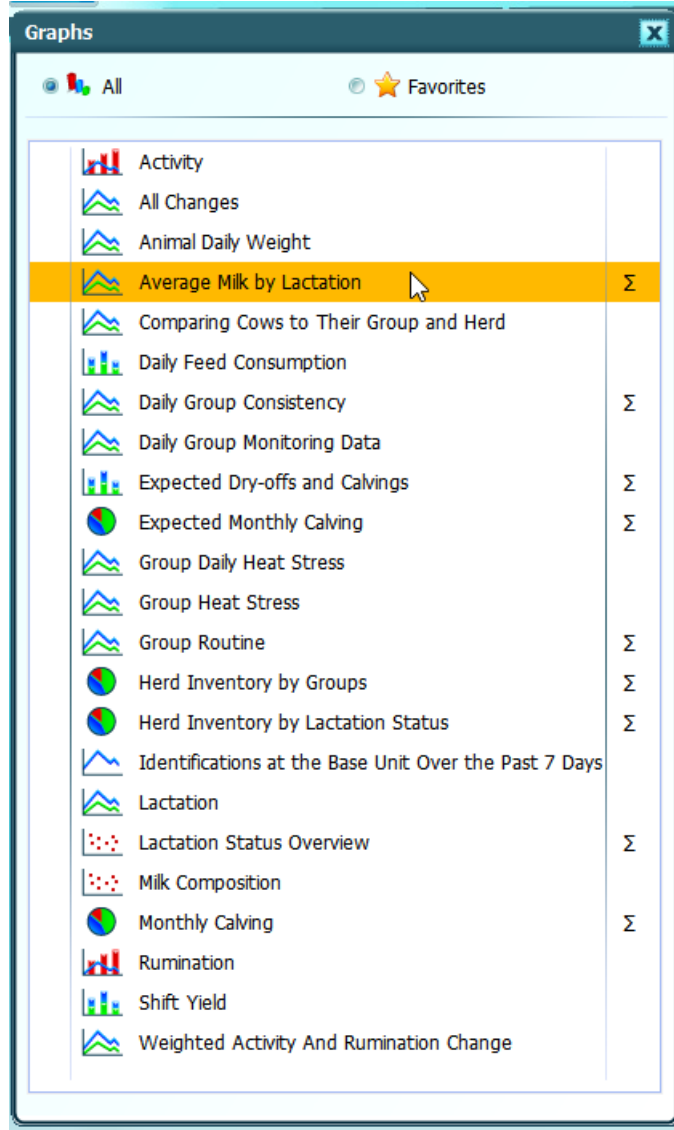 Graphs
All Favorites
Activity
All Changes
Animal Daily Weight
Average Milk by Lactation Σ
Comparing Cows to Their Group and Herd
Daily Feed Consumption
Daily Group Consistency Σ
Daily Group Monitoring Data
Expected Dry-offs and Calvings Σ
Expected Monthly Calving Σ
Group Daily Heat Stress
Group Heat Stress
Group Routine Σ
Herd Inventory by Groups Σ
Herd Inventory by Lactation Status Σ
Identifications at the Base Unit Over the Past 7 Days
Lactation
Lactation Status Overview Σ
Milk Composition
Monthly Calving Σ
Rumination
Shift Yield
Weighted Activity And Rumination Change